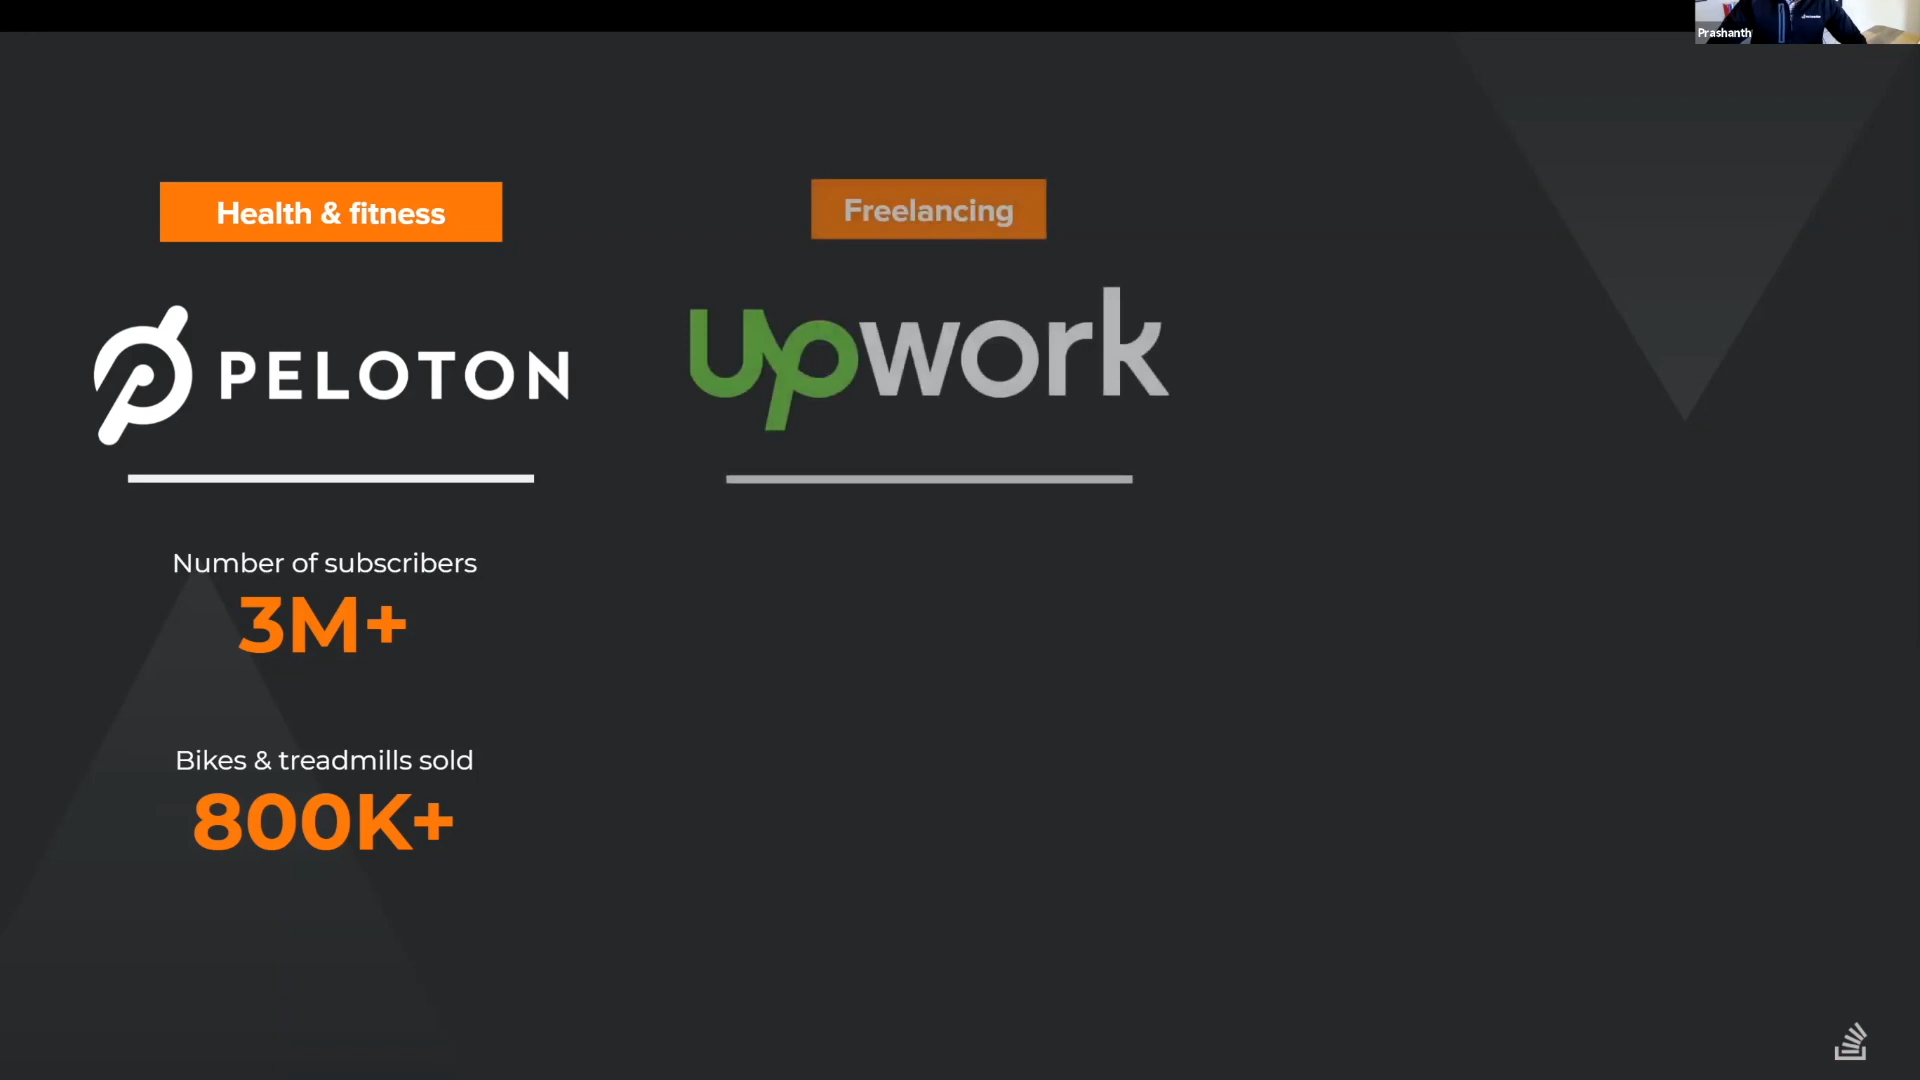 Prashanth
Health & fitness
Freelancing
PELOTON
upwork
Number of subscribers
3M+
Bikes & treadmills sold
800K+